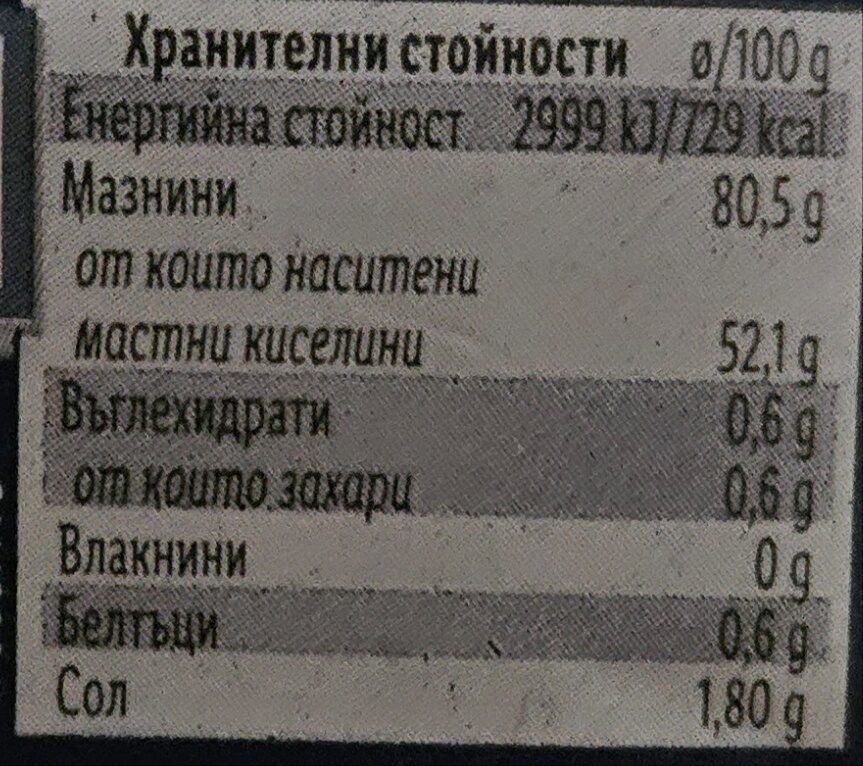 Хранителни стойности ø/100 g
Енергийна стойност 2999 kJ/729 kcal
Мазнини 80,5 g
от които наситени
мастни киселини 52,1 g
Въглехидрати 0,6 g
от които захари 0,6 g
Влакнини 0 g
Белтъци 0,6 g
Сол 1,80 g